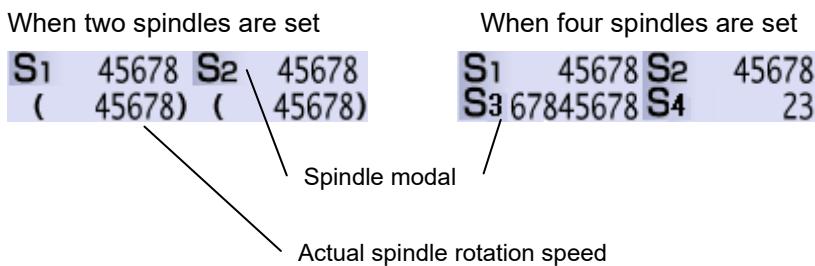 When two spindles are set
S1 45678 S2 45678
( 45678) ( 45678)
When four spindles are set
S1 45678 S2 45678
S3 67845678 S4 23
Spindle modal
Actual spindle rotation speed